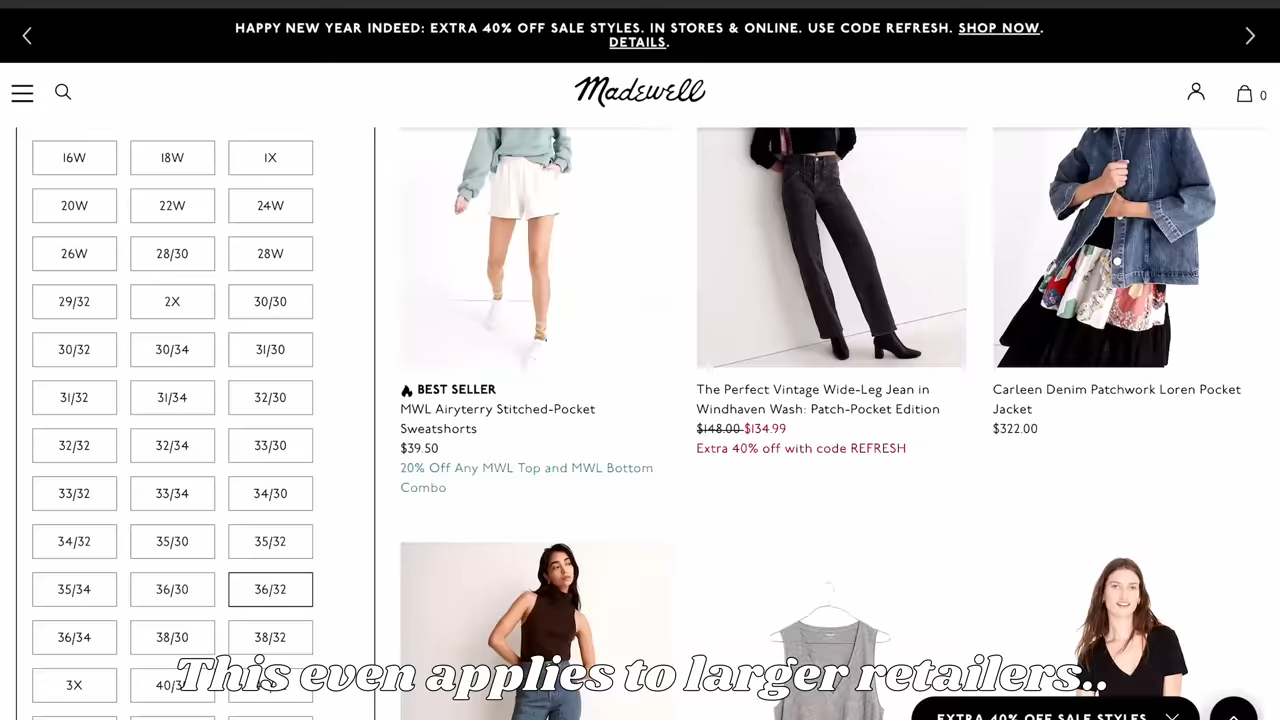 HAPPY NEW YEAR INDEED: EXTRA 40% OFF SALE STYLES. IN STORES & ONLINE. USE CODE REFRESH. SHOP NOW.
DETAILS.
Madewell
0
16W 18W 1X
20W 22W 24W
26W 28/30 28W
29/32 2X 30/30
30/32 30/34 31/30
31/32 31/34 32/30
32/32 32/34 33/30
33/32 33/34 34/30
34/32 35/30 35/32
35/34 36/30 36/32
36/34 38/30 38/32
3X
BEST SELLER
MWL Airyterry Stitched-Pocket
Sweatshorts
$39.50
20% Off Any MWL Top and MWL Bottom
Combo
The Perfect Vintage Wide-Leg Jean in
Windhaven Wash: Patch-Pocket Edition
$148.00 $134.99
Extra 40% off with code REFRESH
Carleen Denim Patchwork Loren Pocket
Jacket
$322.00
This even applies to larger retailers..
EXTRA 40% OFF SALE STYLES